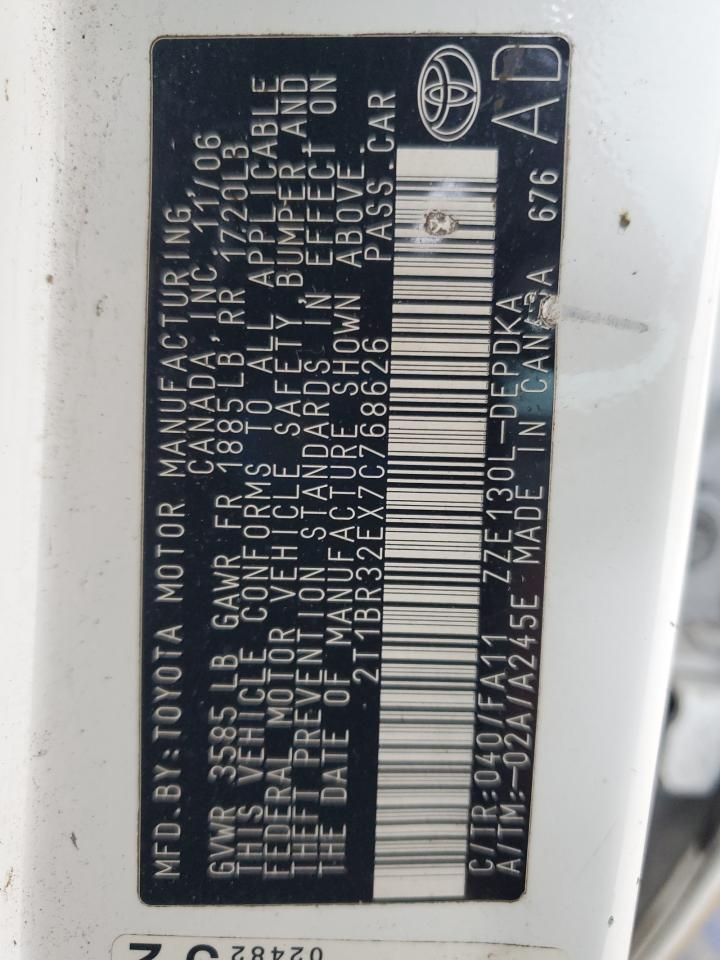 MFD.BY:TOYOTA MOTOR MANUFACTURING
CANADA, INC. 11/06
GVWR 3585LB GAWR FR 1885LB, RR 1720LB
THIS VEHICLE CONFORMS TO ALL APPLICABLE
FEDERAL MOTOR VEHICLE SAFETY, BUMPER AND
THEFT PREVENTION STANDARDS IN EFFECT ON
THE DATE OF MANUFACTURE SHOWN ABOVE.
2T1BR32EX7C768626 PASS.CAR
C/TR:040/FA11 ZZE130L-DEPDKA 676
A/TM:-02A/A245E MADE IN CANADA
AD
02482